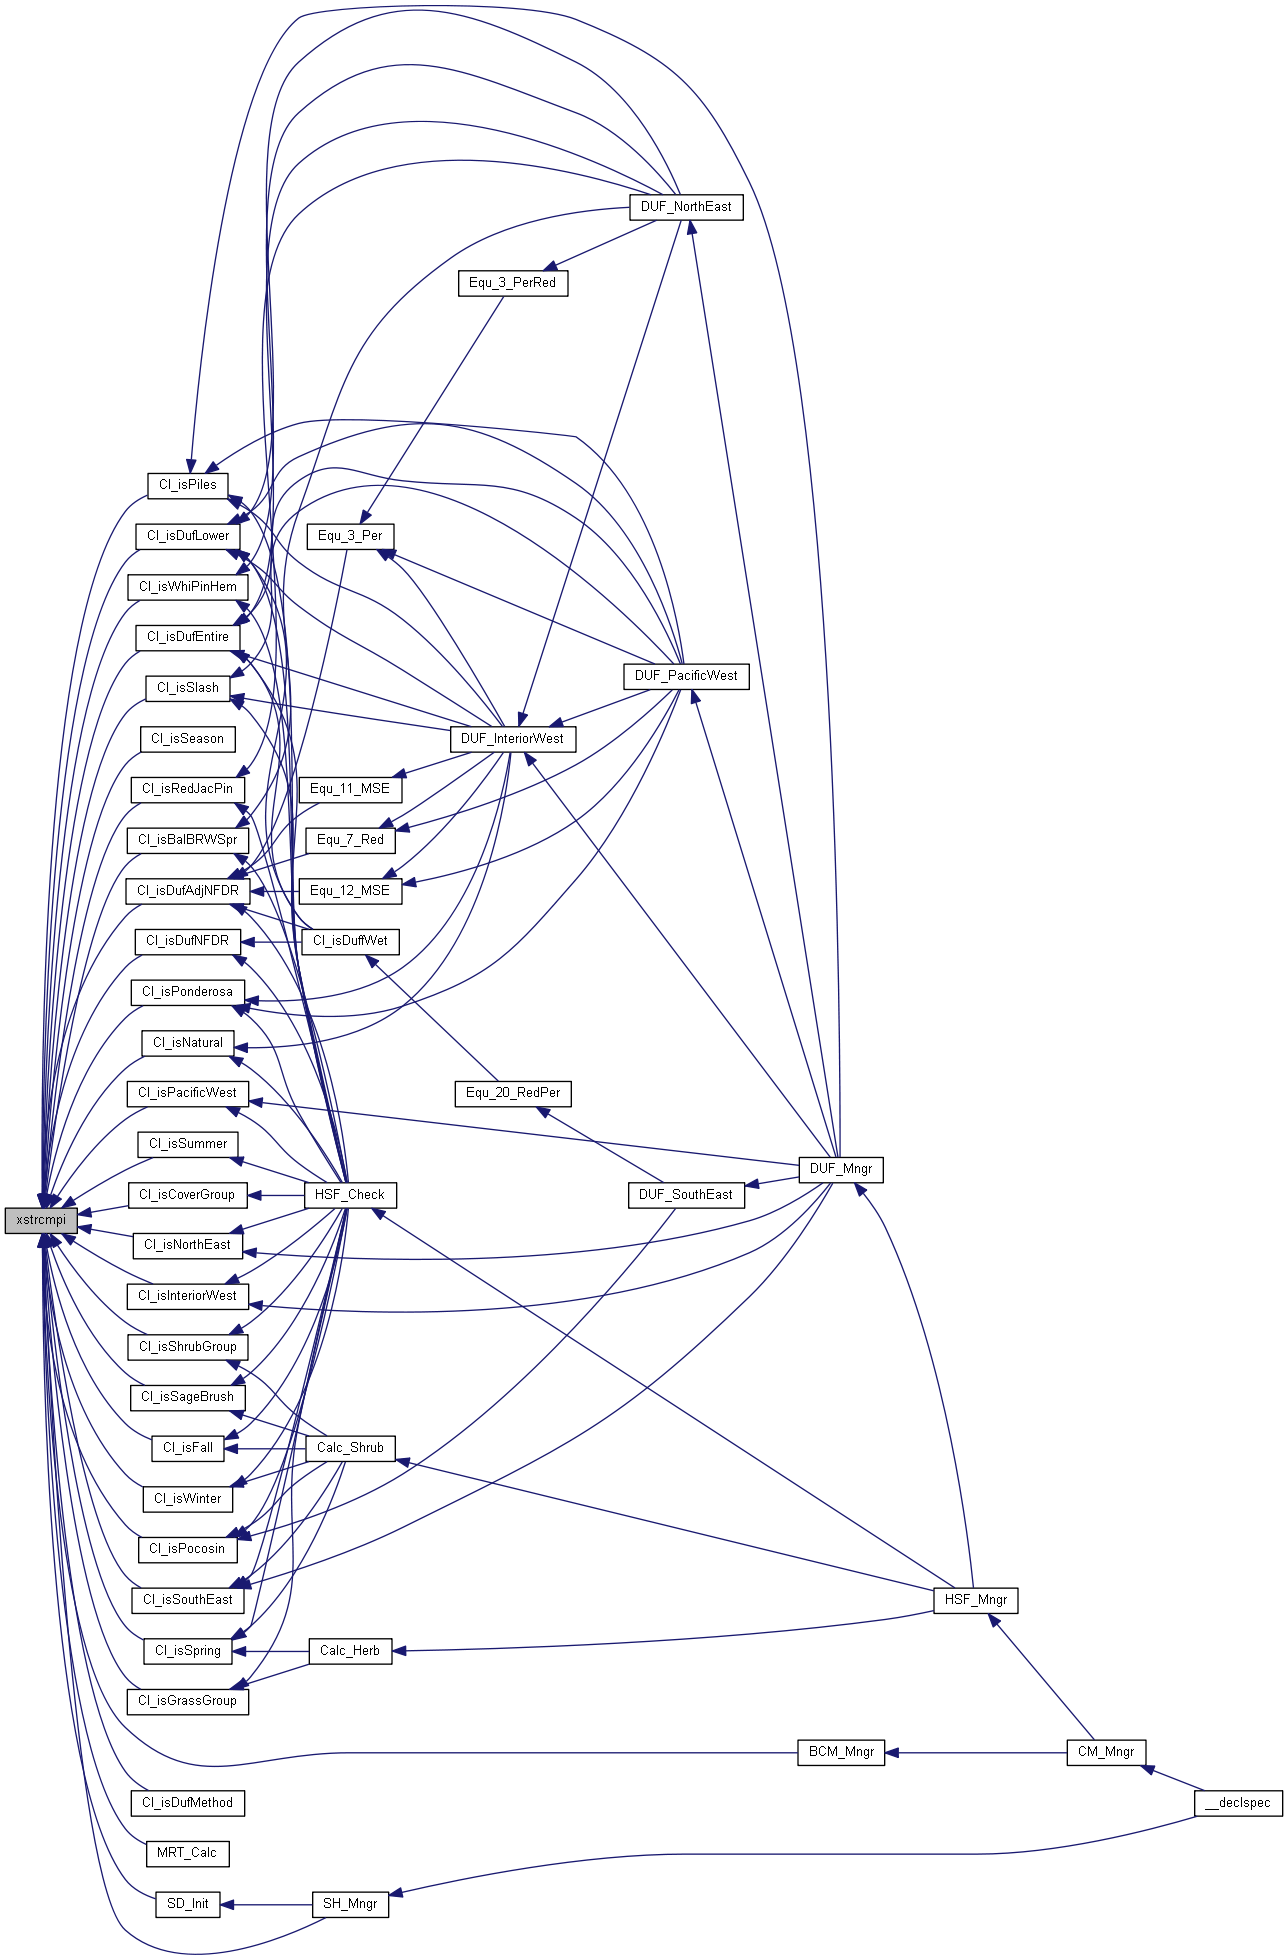 DUF_NorthEast
Equ_3_PerRed
CI_isPiles
CI_isDufLower
Equ_3_Per
CI_isWhiPinHem
CI_isDufEntire
DUF_PacificWest
CI_isSlash
CI_isSeason
DUF_InteriorWest
CI_isRedJacPin
Equ_11_MSE
CI_isBalBRWSpr
Equ_7_Red
CI_isDufAdjNFDR
Equ_12_MSE
CI_isDufNFDR
CI_isDuffWet
CI_isPonderosa
CI_isNatural
CI_isPacificWest
Equ_20_RedPer
CI_isSummer
DUF_Mngr
CI_isCoverGroup
HSF_Check
DUF_SouthEast
xstrcmpi
CI_isNorthEast
CI_isInteriorWest
CI_isShrubGroup
CI_isSageBrush
CI_isFall
Calc_Shrub
CI_isWinter
CI_isPocosin
CI_isSouthEast
HSF_Mngr
CI_isSpring
Calc_Herb
CI_isGrassGroup
BCM_Mngr
CM_Mngr
CI_isDufMethod
__declspec
MRT_Calc
SD_Init
SH_Mngr